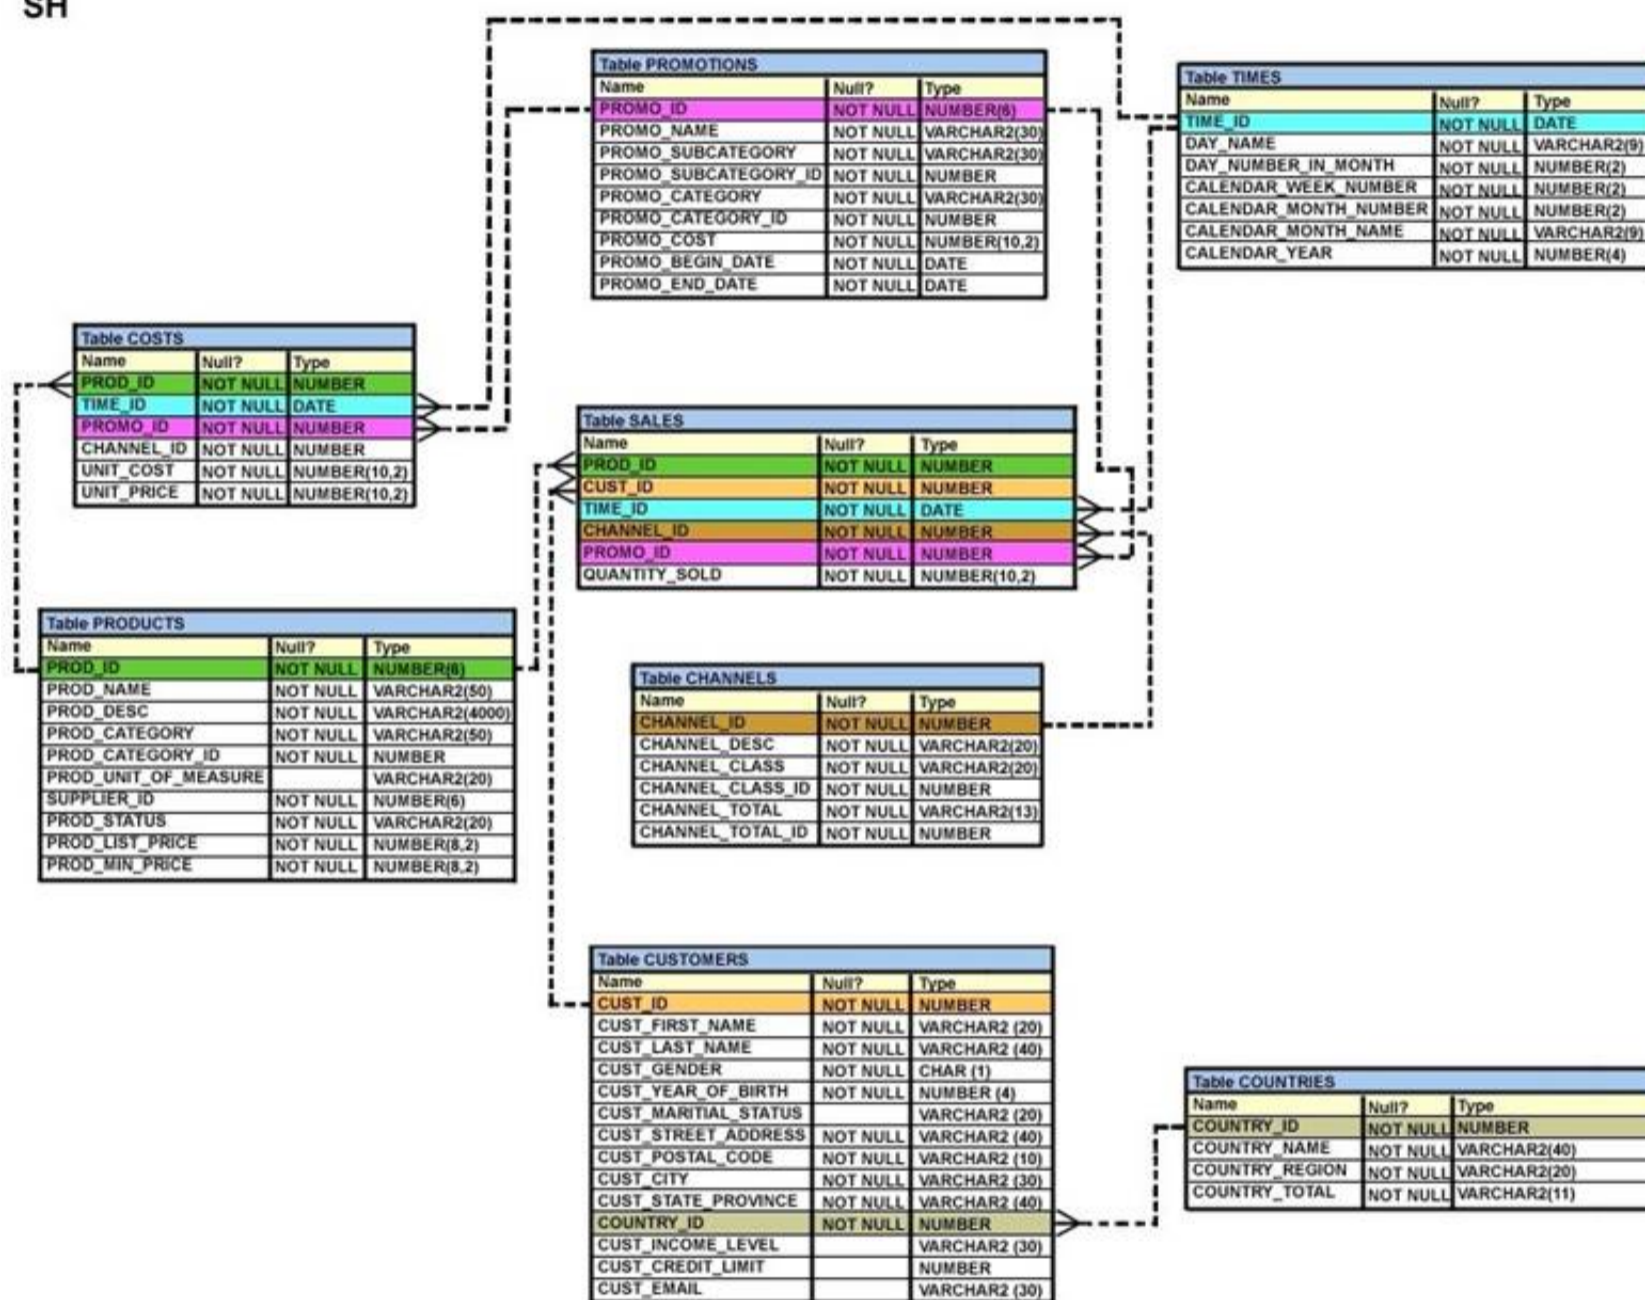 SH
Table PROMOTIONS
Name Null? Type
PROMO_ID NOT NULL NUMBER(6)
PROMO_NAME NOT NULL VARCHAR2(30)
PROMO_SUBCATEGORY NOT NULL VARCHAR2(30)
PROMO_SUBCATEGORY_ID NOT NULL NUMBER
PROMO_CATEGORY NOT NULL VARCHAR2(30)
PROMO_CATEGORY_ID NOT NULL NUMBER
PROMO_COST NOT NULL NUMBER(10,2)
PROMO_BEGIN_DATE NOT NULL DATE
PROMO_END_DATE NOT NULL DATE
Table TIMES
Name Null? Type
TIME_ID NOT NULL DATE
DAY_NAME NOT NULL VARCHAR2(9)
DAY_NUMBER_IN_MONTH NOT NULL NUMBER(2)
CALENDAR_WEEK_NUMBER NOT NULL NUMBER(2)
CALENDAR_MONTH_NUMBER NOT NULL NUMBER(2)
CALENDAR_MONTH_NAME NOT NULL VARCHAR2(9)
CALENDAR_YEAR NOT NULL NUMBER(4)
Table COSTS
Name Null? Type
PROD_ID NOT NULL NUMBER
TIME_ID NOT NULL DATE
PROMO_ID NOT NULL NUMBER
CHANNEL_ID NOT NULL NUMBER
UNIT_COST NOT NULL NUMBER(10,2)
UNIT_PRICE NOT NULL NUMBER(10,2)
Table SALES
Name Null? Type
PROD_ID NOT NULL NUMBER
CUST_ID NOT NULL NUMBER
TIME_ID NOT NULL DATE
CHANNEL_ID NOT NULL NUMBER
PROMO_ID NOT NULL NUMBER
QUANTITY_SOLD NOT NULL NUMBER(10,2)
Table PRODUCTS
Name Null? Type
PROD_ID NOT NULL NUMBER(6)
PROD_NAME NOT NULL VARCHAR2(50)
PROD_DESC NOT NULL VARCHAR2(4000)
PROD_CATEGORY NOT NULL VARCHAR2(50)
PROD_CATEGORY_ID NOT NULL NUMBER
PROD_UNIT_OF_MEASURE VARCHAR2(20)
SUPPLIER_ID NOT NULL NUMBER(6)
PROD_STATUS NOT NULL VARCHAR2(20)
PROD_LIST_PRICE NOT NULL NUMBER(8,2)
PROD_MIN_PRICE NOT NULL NUMBER(8,2)
Table CHANNELS
Name Null? Type
CHANNEL_ID NOT NULL NUMBER
CHANNEL_DESC NOT NULL VARCHAR2(20)
CHANNEL_CLASS NOT NULL VARCHAR2(20)
CHANNEL_CLASS_ID NOT NULL NUMBER
CHANNEL_TOTAL NOT NULL VARCHAR2(13)
CHANNEL_TOTAL_ID NOT NULL NUMBER
Table CUSTOMERS
Name Null? Type
CUST_ID NOT NULL NUMBER
CUST_FIRST_NAME NOT NULL VARCHAR2 (20)
CUST_LAST_NAME NOT NULL VARCHAR2 (40)
CUST_GENDER NOT NULL CHAR (1)
CUST_YEAR_OF_BIRTH NOT NULL NUMBER (4)
CUST_MARITIAL_STATUS VARCHAR2 (20)
CUST_STREET_ADDRESS NOT NULL VARCHAR2 (40)
CUST_POSTAL_CODE NOT NULL VARCHAR2 (10)
CUST_CITY NOT NULL VARCHAR2 (30)
CUST_STATE_PROVINCE NOT NULL VARCHAR2 (40)
COUNTRY_ID NOT NULL NUMBER
CUST_INCOME_LEVEL VARCHAR2 (30)
CUST_CREDIT_LIMIT NUMBER
CUST_EMAIL VARCHAR2 (30)
Table COUNTRIES
Name Null? Type
COUNTRY_ID NOT NULL NUMBER
COUNTRY_NAME NOT NULL VARCHAR2(40)
COUNTRY_REGION NOT NULL VARCHAR2(20)
COUNTRY_TOTAL NOT NULL VARCHAR2(11)